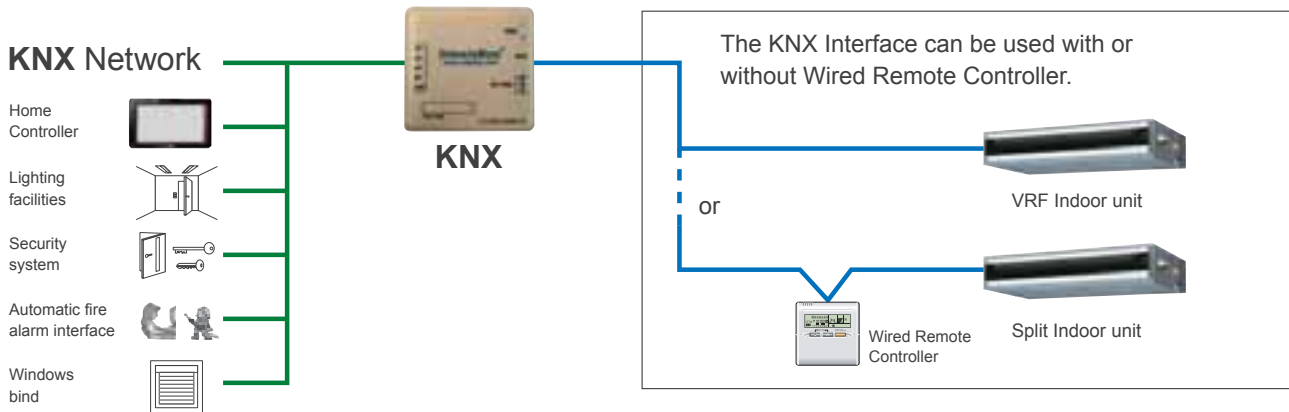 KNX Network
Home
Controller
Lighting
facilities
Security
system
Automatic fire
alarm interface
Windows
bind
KNX
The KNX Interface can be used with or
without Wired Remote Controller.
or
VRF Indoor unit
Split Indoor unit
Wired Remote
Controller